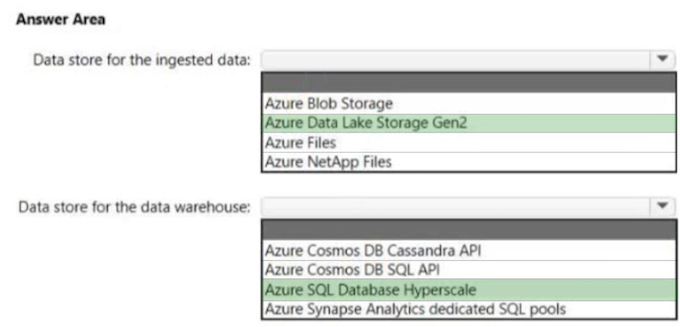 Answer Area
Data store for the ingested data:
Azure Blob Storage
Azure Data Lake Storage Gen2
Azure Files
Azure NetApp Files
Data store for the data warehouse:
Azure Cosmos DB Cassandra API
Azure Cosmos DB SQL API
Azure SQL Database Hyperscale
Azure Synapse Analytics dedicated SQL pools